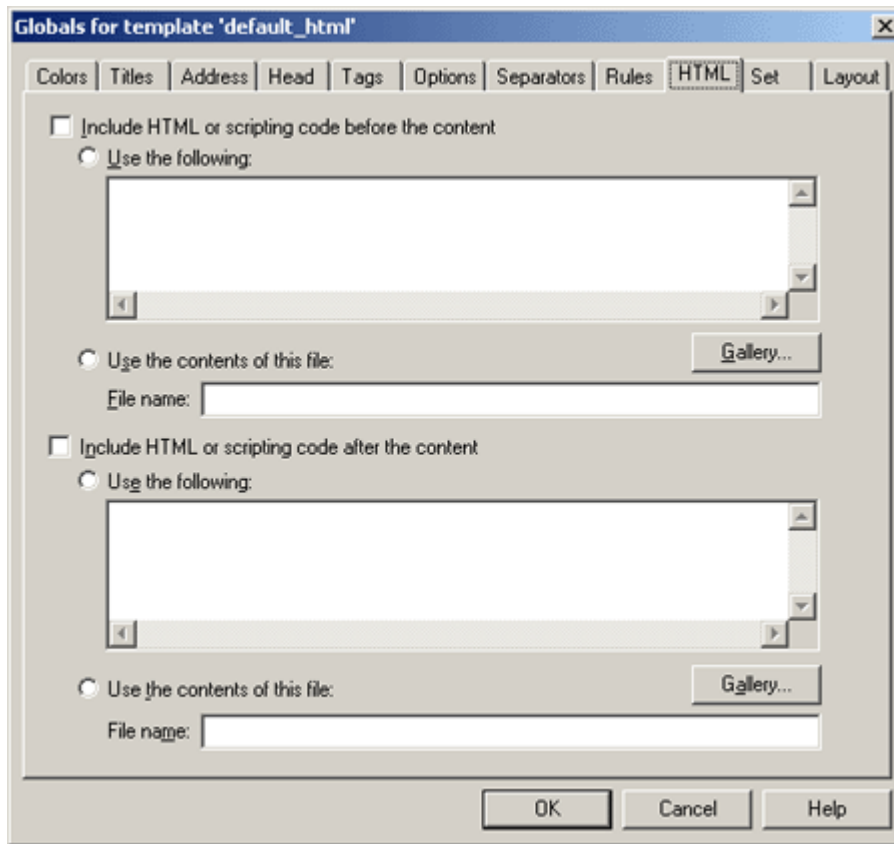 Globals for template 'default_html'
Colors Titles Address Head Tags Options Separators Rules HTML Set Layout
Include HTML or scripting code before the content
Use the following:
Gallery...
Use the contents of this file:
File name:
Include HTML or scripting code after the content
Use the following:
Gallery...
Use the contents of this file:
File name:
OK Cancel Help